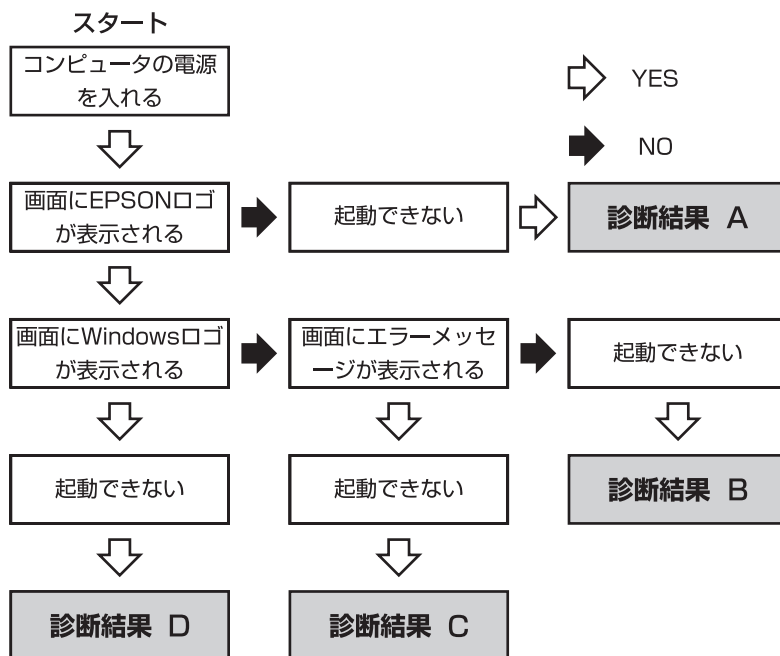 スタート
コンピュータの電源
を入れる
YES
NO
画面にEPSONロゴ
が表示される
起動できない
診断結果 A
画面にWindowsロゴ
が表示される
画面にエラーメッセ
ージが表示される
起動できない
起動できない
起動できない
診断結果 B
診断結果 D
診断結果 C